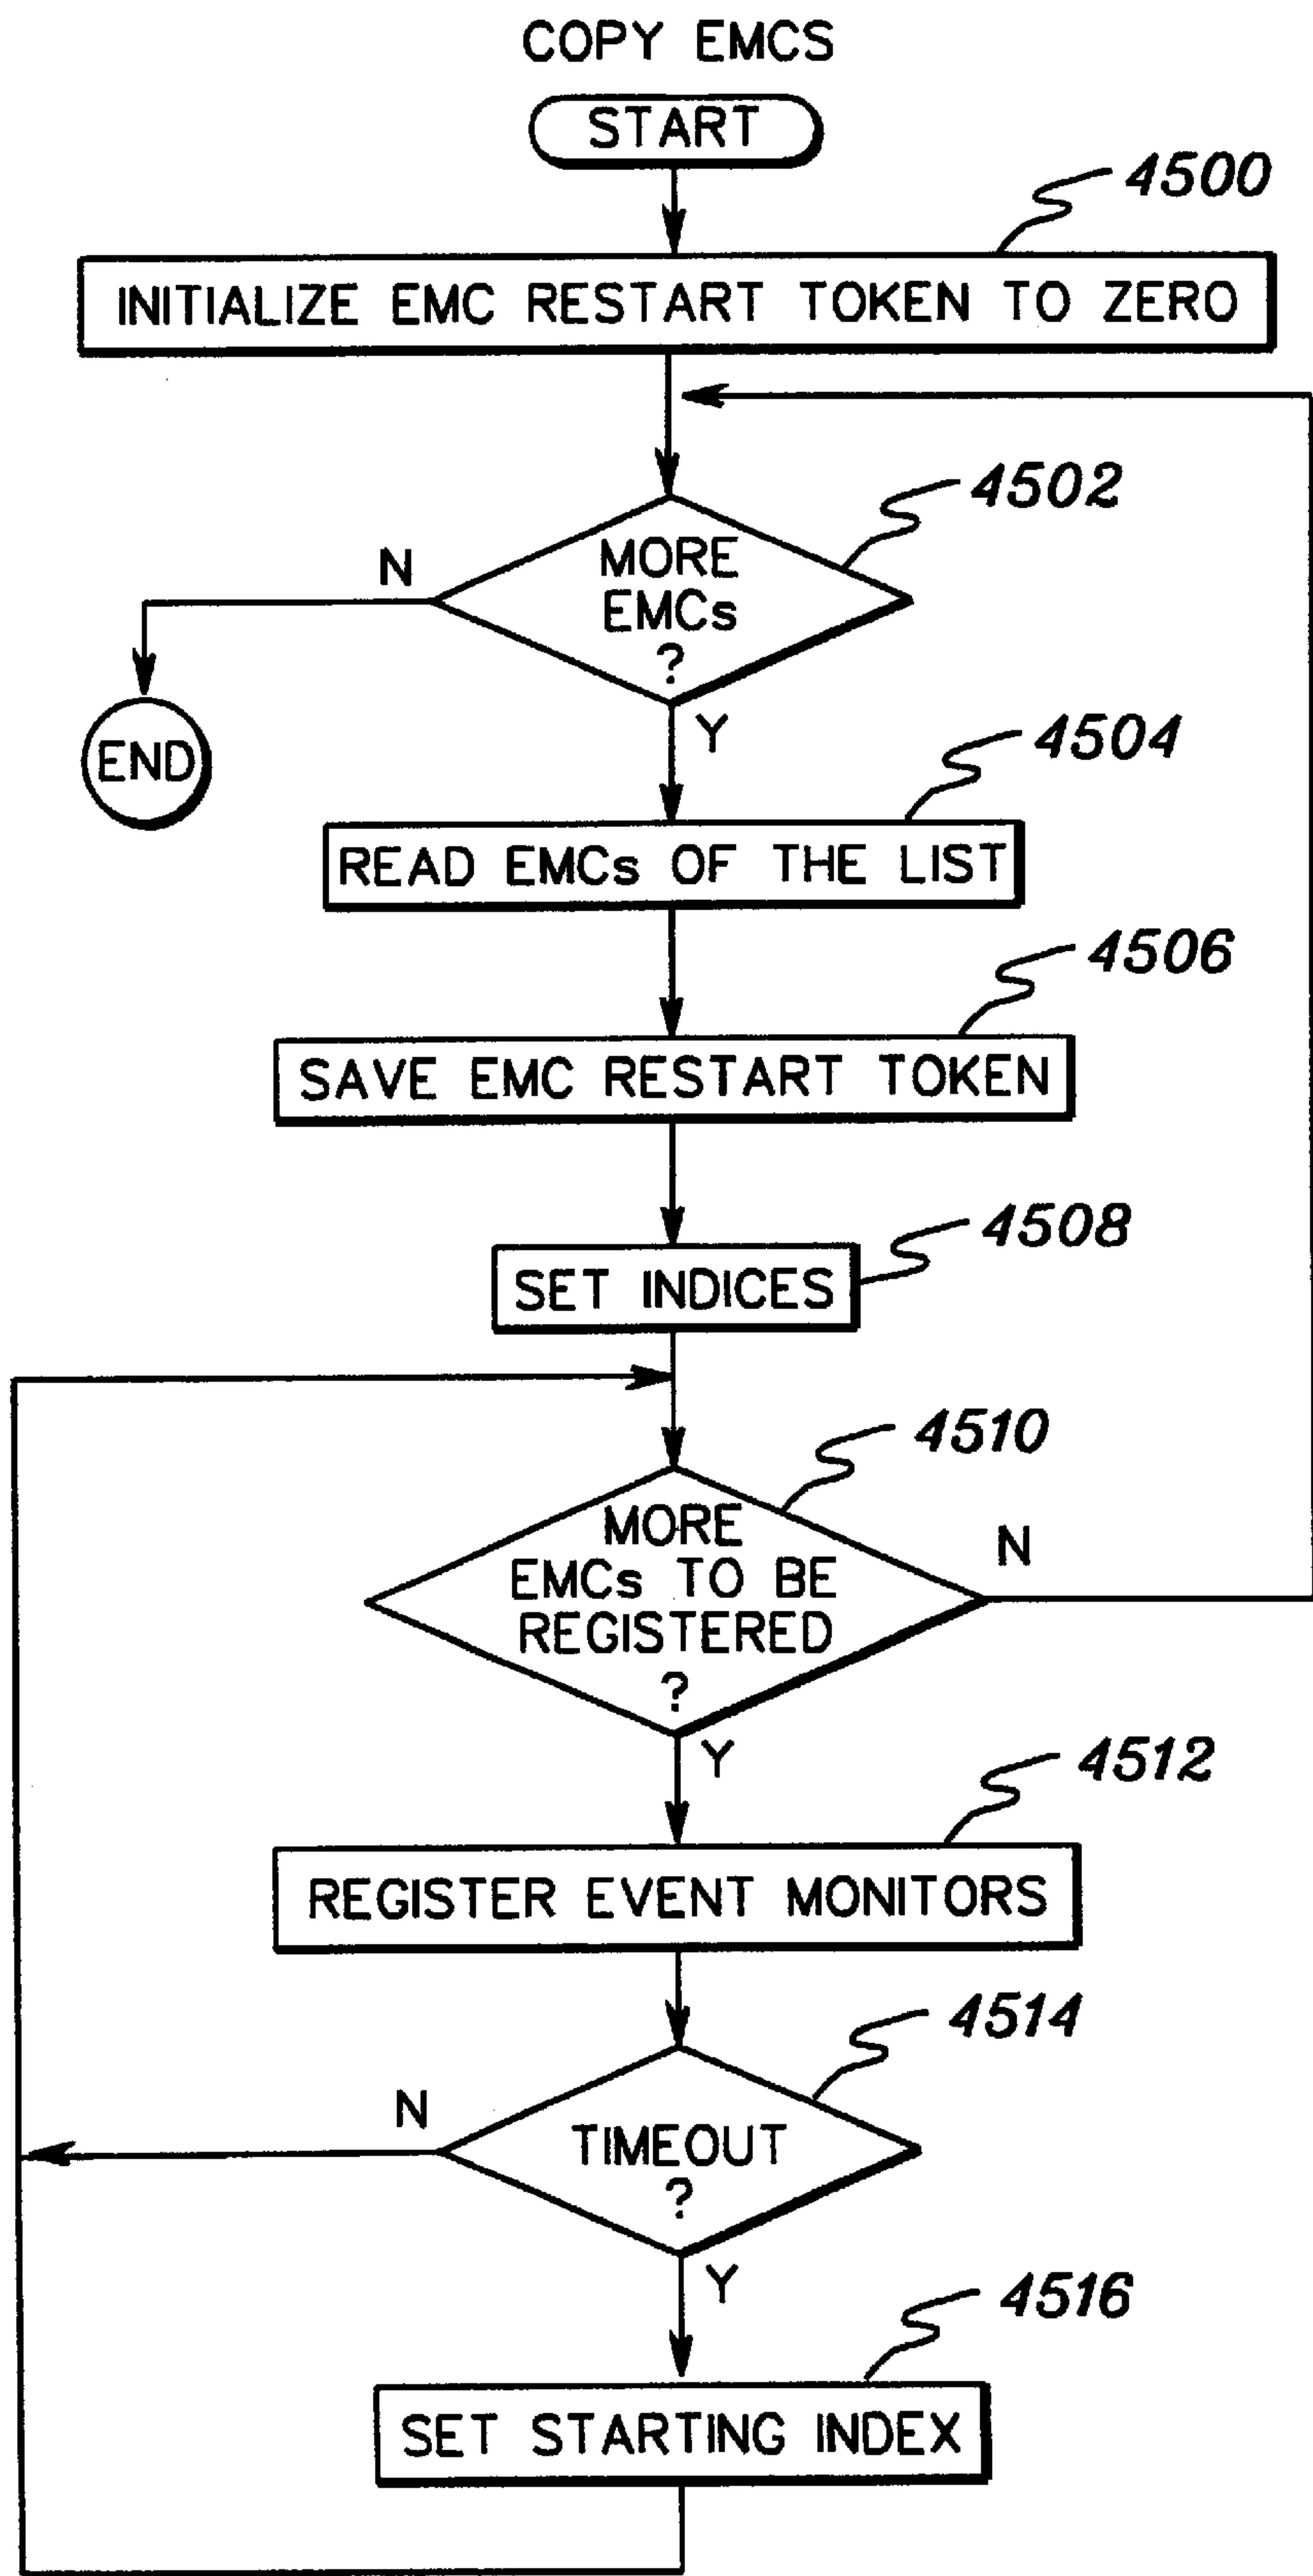 COPY EMCS
START
4500
INITIALIZE EMC RESTART TOKEN TO ZERO
4502
N
MORE
EMCs
?
Y
END
4504
READ EMCs OF THE LIST
4506
SAVE EMC RESTART TOKEN
4508
SET INDICES
4510
MORE
EMCs TO BE
REGISTERED
?
N
Y
4512
REGISTER EVENT MONITORS
4514
N
TIMEOUT
?
Y
4516
SET STARTING INDEX